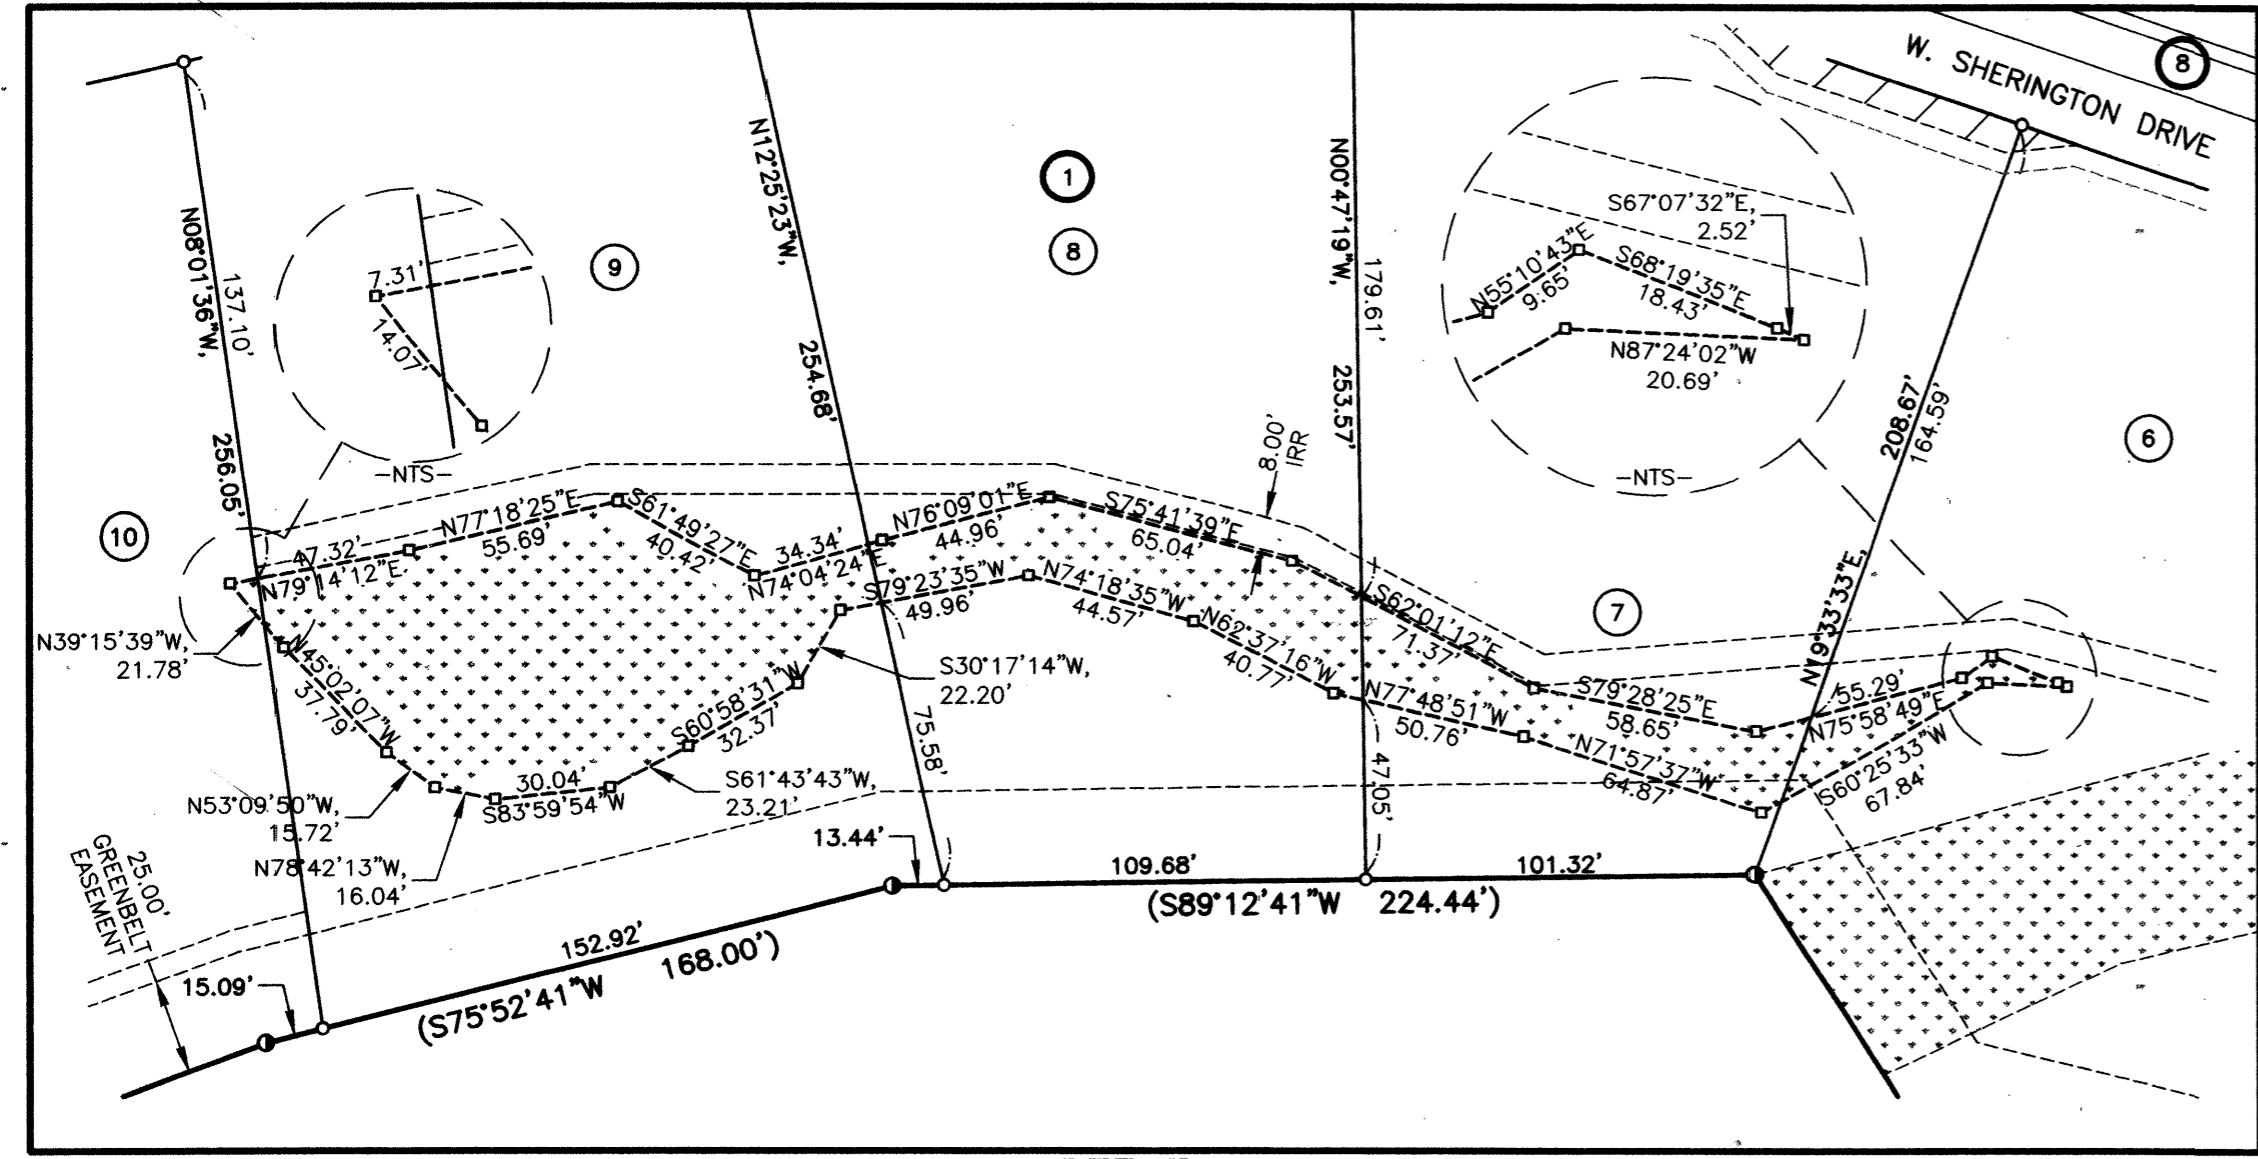 W. SHERINGTON DRIVE
8
1
8
9
10
7
6
N08°01'36"W,
137.10'
256.05'
7.31'
14.07'
-NTS-
N12°25'23"W,
254.68'
75.58'
N00°47'19"W,
179.61'
253.57'
47.05'
8.00'
IRR
S67°07'32"E,
2.52'
N55°10'43"E
9.65'
S68°19'35"E
18.43'
N87°24'02"W
20.69'
-NTS-
208.67'
164.59'
N19°33'33"E,
47.32'
N79°14'12"E
N77°18'25"E
55.69'
S61°49'27"E
40.42'
34.34'
N74°04'24"E
N76°09'01"E
44.96'
S75°41'39"E
65.04'
S62°01'12"E
71.37'
S79°28'25"E
58.65'
55.29'
N75°58'49"E
S60°25'33"W
67.84'
N71°57'37"W
64.87'
N77°48'51"W
50.76'
N62°37'16"W
40.77'
N74°18'35"W
44.57'
S79°23'35"W
49.96'
S30°17'14"W,
22.20'
S60°58'31"W
32.37'
S61°43'43"W,
23.21'
30.04'
S83°59'54"W
N78°42'13"W,
16.04'
N53°09'50"W,
15.72'
N45°02'07"W
37.79'
N39°15'39"W,
21.78'
25.00'
GREENBELT
EASEMENT
15.09'
152.92'
(S75°52'41"W 168.00')
13.44'
109.68'
101.32'
(S89°12'41"W 224.44')